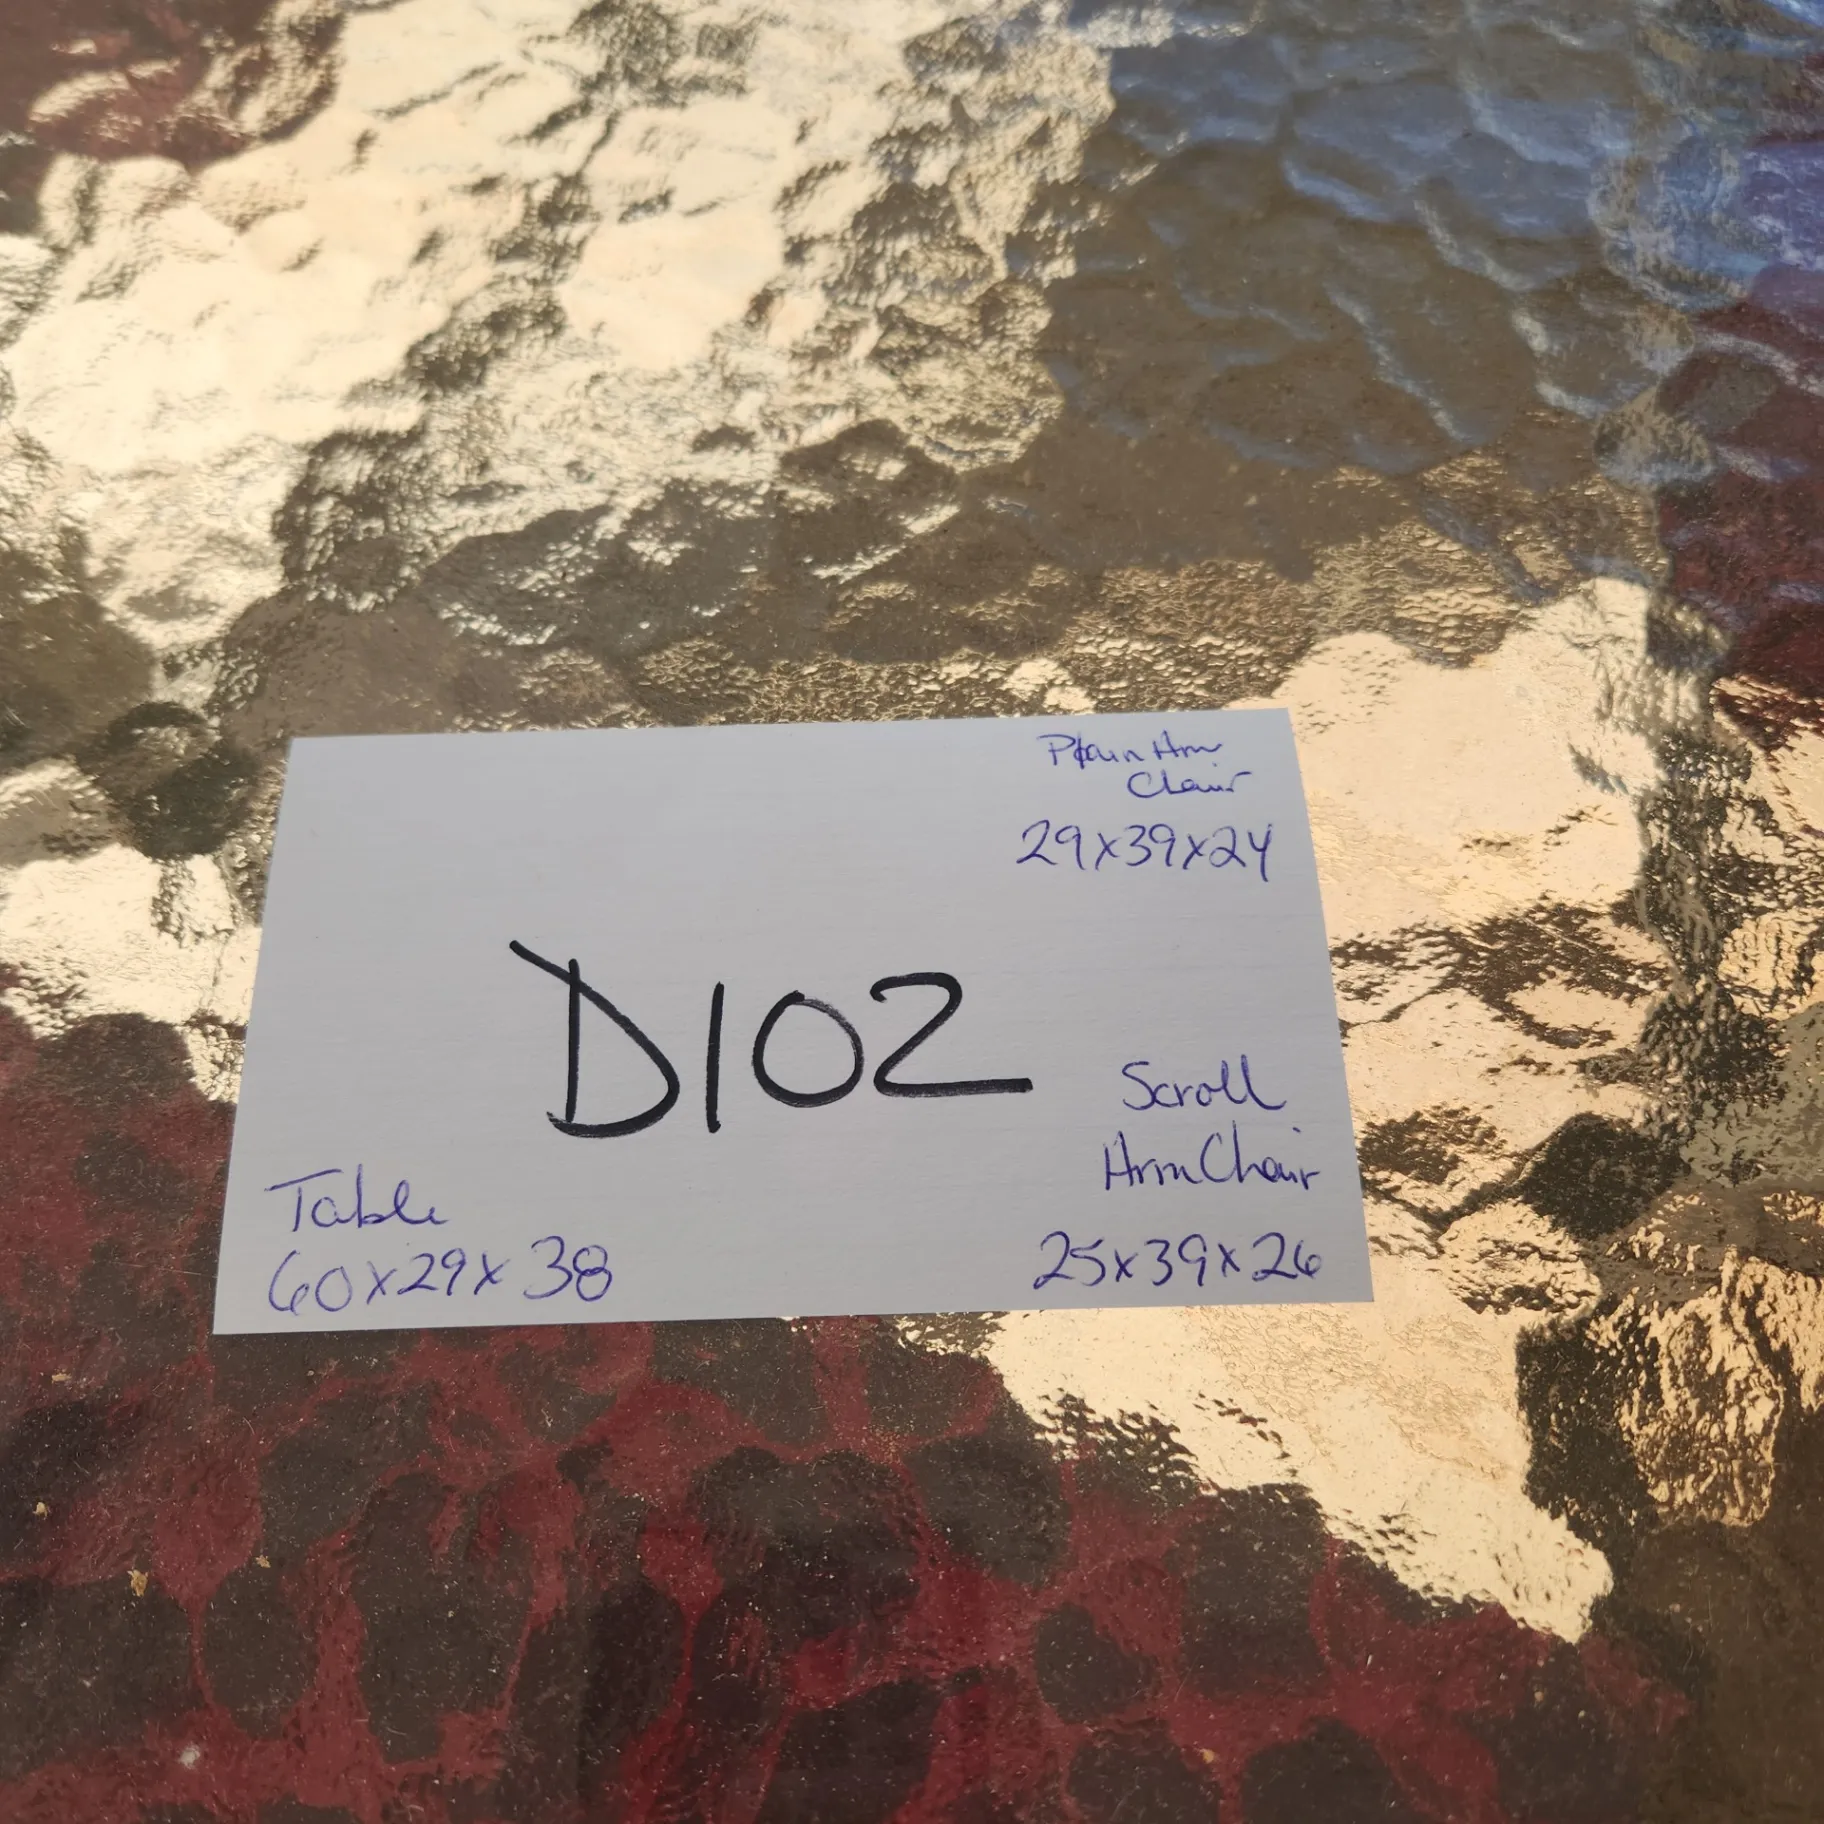 Plain Arm
Chair
29x39x24
D102
Scroll
Arm Chair
25x39x26
Table
60x29x38